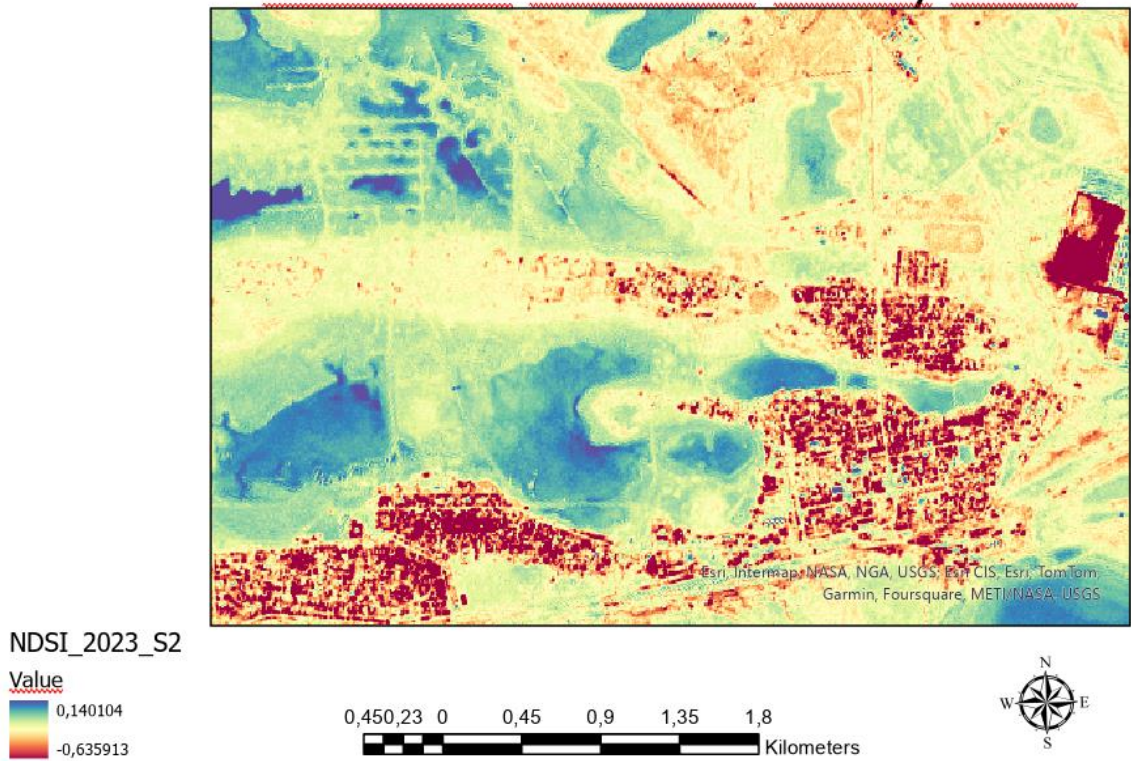 Esri, Intermap, NASA, NGA, USGS; Esri CIS, Esri, TomTom,
Garmin, Foursquare, METI/NASA, USGS
NDSI_2023_S2
Value
0,140104
-0,635913
0,450,23 0 0,45 0,9 1,35 1,8
Kilometers
N
W E
S